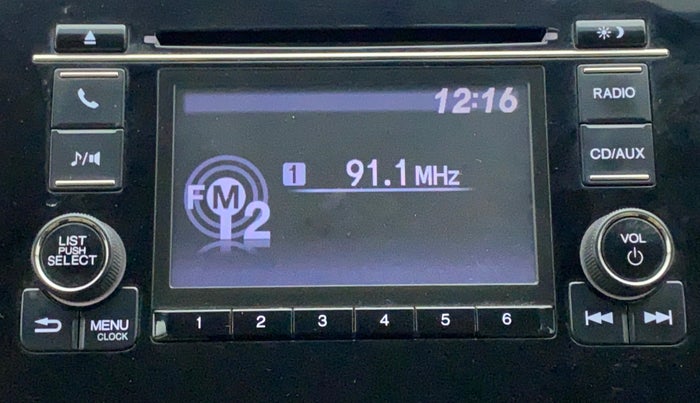 12:16
RADIO
CD/AUX
1 91.1 MHz
FM 2
LIST
PUSH
SELECT
VOL
MENU
CLOCK
1 2 3 4 5 6